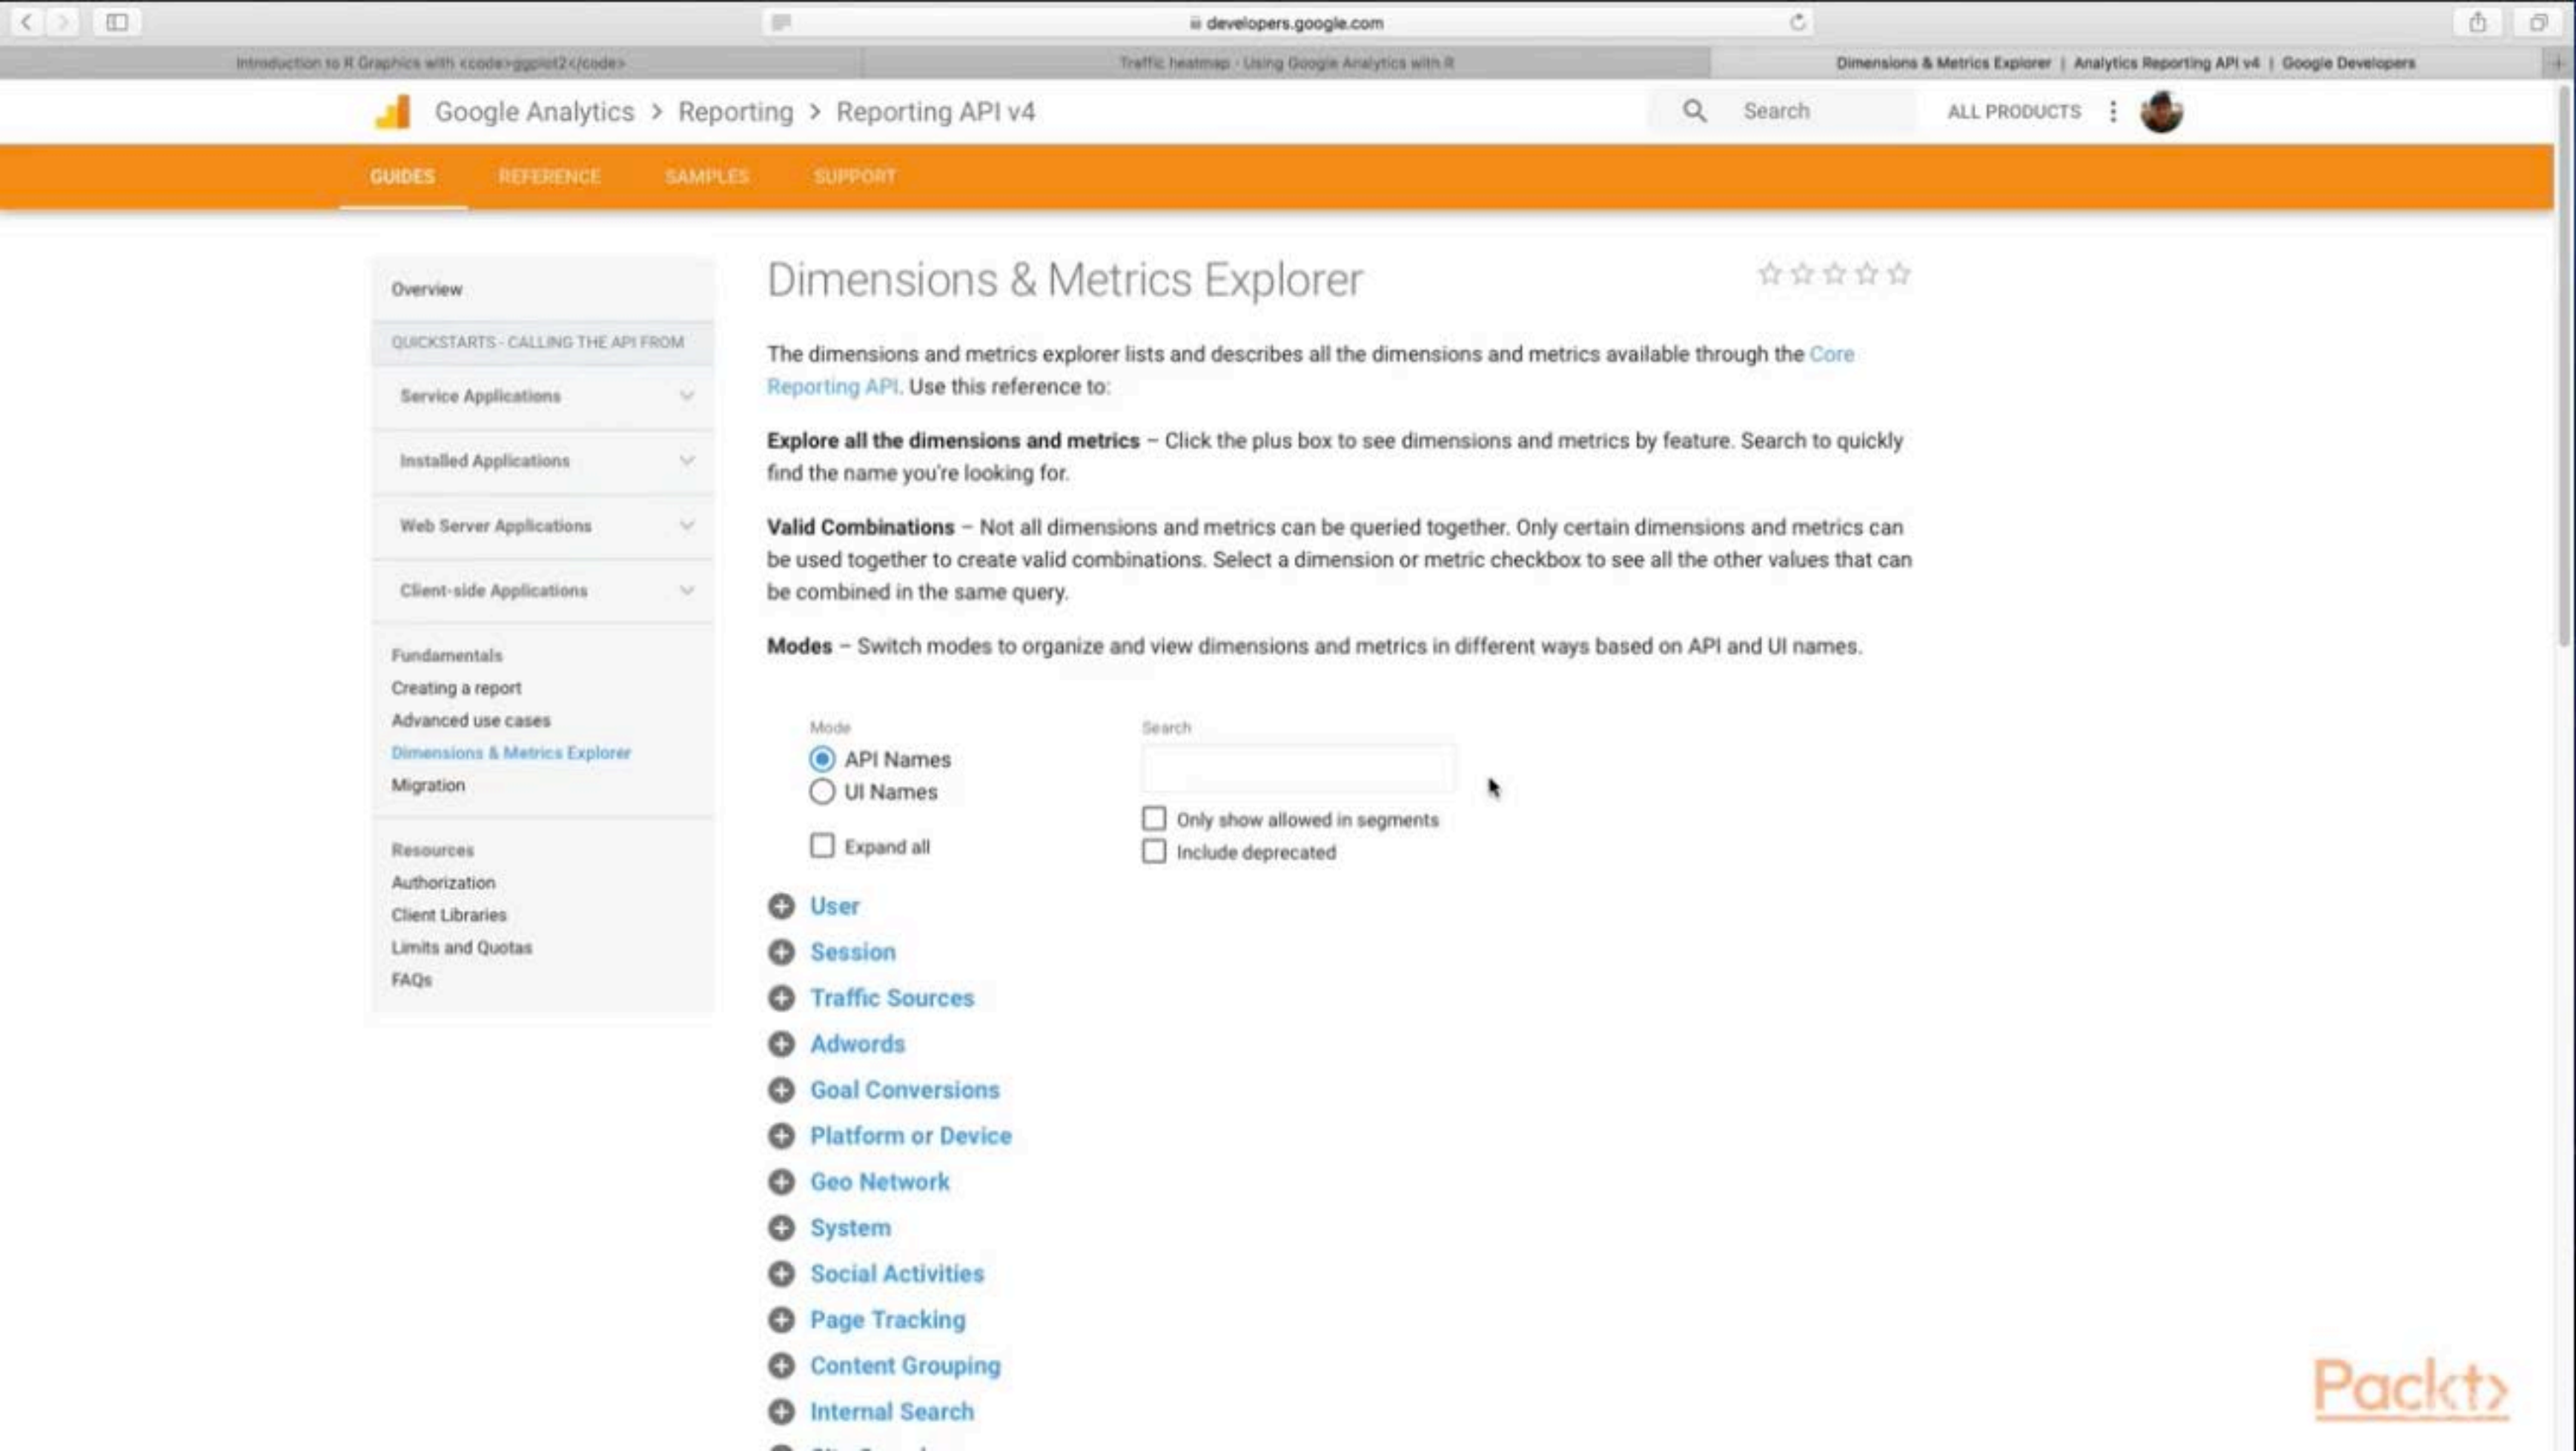 developers.google.com
Introduction to R Graphics with <code>ggplot2</code>
Traffic heatmap - Using Google Analytics with R
Dimensions & Metrics Explorer | Analytics Reporting API v4 | Google Developers
Google Analytics > Reporting > Reporting API v4
Search
ALL PRODUCTS
GUIDES
REFERENCE
SAMPLES
SUPPORT
Overview
QUICKSTARTS - CALLING THE API FROM
Service Applications
Installed Applications
Web Server Applications
Client-side Applications
Fundamentals
Creating a report
Advanced use cases
Dimensions & Metrics Explorer
Migration
Resources
Authorization
Client Libraries
Limits and Quotas
FAQs
Dimensions & Metrics Explorer
The dimensions and metrics explorer lists and describes all the dimensions and metrics available through the Core
Reporting API. Use this reference to:
Explore all the dimensions and metrics – Click the plus box to see dimensions and metrics by feature. Search to quickly
find the name you're looking for.
Valid Combinations – Not all dimensions and metrics can be queried together. Only certain dimensions and metrics can
be used together to create valid combinations. Select a dimension or metric checkbox to see all the other values that can
be combined in the same query.
Modes – Switch modes to organize and view dimensions and metrics in different ways based on API and UI names.
Mode
API Names
UI Names
Expand all
Search
Only show allowed in segments
Include deprecated
User
Session
Traffic Sources
Adwords
Goal Conversions
Platform or Device
Geo Network
System
Social Activities
Page Tracking
Content Grouping
Internal Search
Packt>